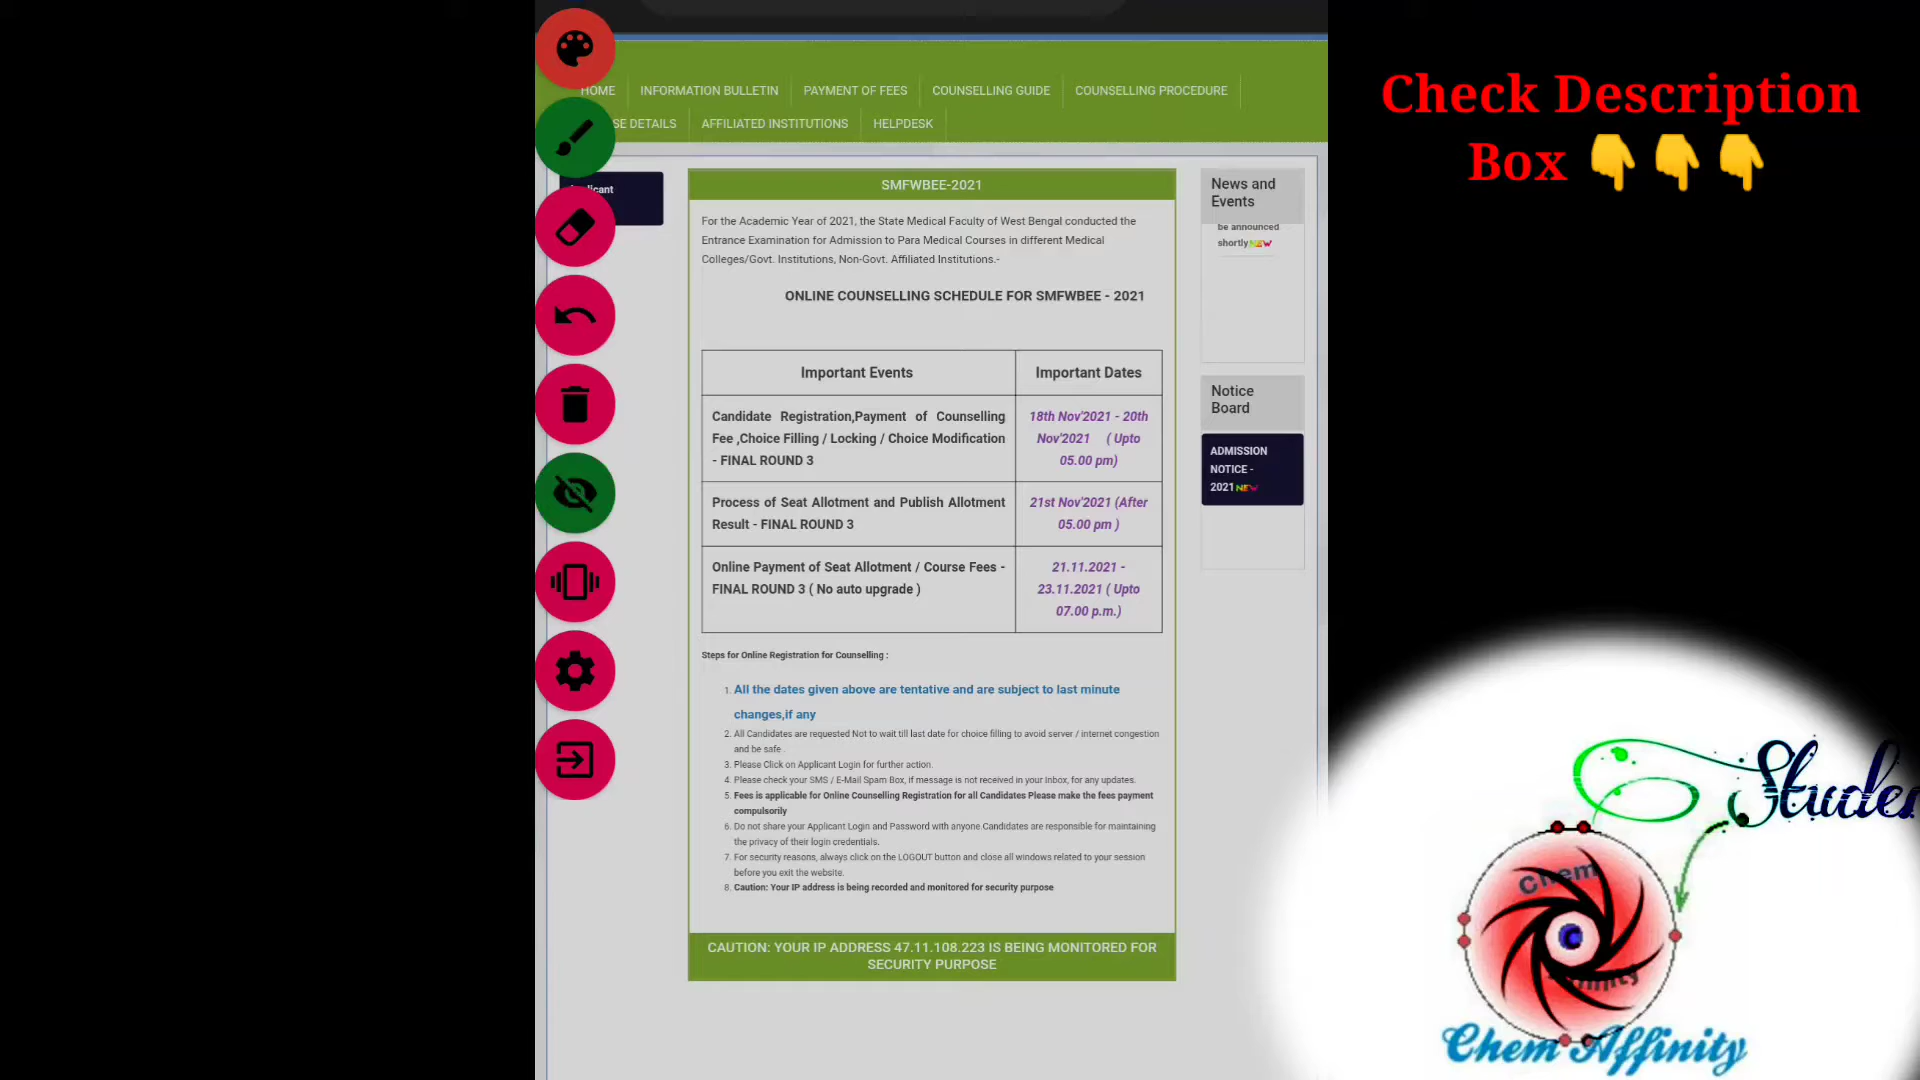 Check Description
Box 👇👇👇
HOME
INFORMATION BULLETIN
PAYMENT OF FEES
COUNSELLING GUIDE
COUNSELLING PROCEDURE
SE DETAILS
AFFILIATED INSTITUTIONS
HELPDESK
licant
SMFWBEE-2021
For the Academic Year of 2021, the State Medical Faculty of West Bengal conducted the
Entrance Examination for Admission to Para Medical Courses in different Medical
Colleges/Govt. Institutions, Non-Govt. Affiliated Institutions.-
ONLINE COUNSELLING SCHEDULE FOR SMFWBEE - 2021
Important Events
Important Dates
Candidate Registration,Payment of Counselling
Fee ,Choice Filling / Locking / Choice Modification
- FINAL ROUND 3
18th Nov'2021 - 20th
Nov'2021 ( Upto
05.00 pm)
Process of Seat Allotment and Publish Allotment
Result - FINAL ROUND 3
21st Nov'2021 (After
05.00 pm )
Online Payment of Seat Allotment / Course Fees -
FINAL ROUND 3 ( No auto upgrade )
21.11.2021 -
23.11.2021 ( Upto
07.00 p.m.)
Steps for Online Registration for Counselling :
1. All the dates given above are tentative and are subject to last minute
changes,if any
2. All Candidates are requested Not to wait till last date for choice filling to avoid server / internet congestion
and be safe .
3. Please Click on Applicant Login for further action.
4. Please check your SMS / E-Mail Spam Box, if message is not received in your Inbox, for any updates.
5. Fees is applicable for Online Counselling Registration for all Candidates Please make the fees payment
compulsorily
6. Do not share your Applicant Login and Password with anyone.Candidates are responsible for maintaining
the privacy of their login credentials.
7. For security reasons, always click on the LOGOUT button and close all windows related to your session
before you exit the website.
8. Caution: Your IP address is being recorded and monitored for security purpose
CAUTION: YOUR IP ADDRESS 47.11.108.223 IS BEING MONITORED FOR
SECURITY PURPOSE
News and
Events
be announced
shortly NEW
Notice
Board
ADMISSION
NOTICE -
2021 NEW
Studen
Chem
Affinity
Chem Affinity